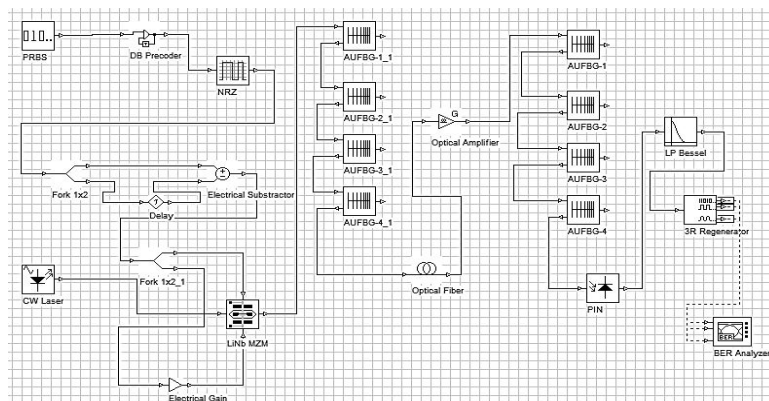 PRBS
DB Precoder
NRZ
Fork 1x2
Delay
Electrical Substractor
Fork 1x2_1
CW Laser
LiNb MZM
Electrical Gain
AUFBG-1_1
AUFBG-2_1
AUFBG-3_1
AUFBG-4_1
G
Optical Amplifier
Optical Fiber
AUFBG-1
AUFBG-2
AUFBG-3
AUFBG-4
PIN
LP Bessel
3R Regenerator
BER
BER Analyzer